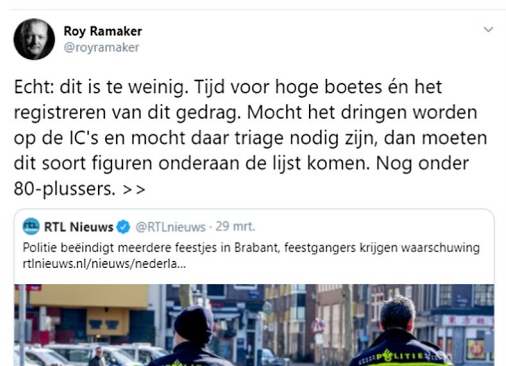 Roy Ramaker
@royramaker
Echt: dit is te weinig. Tijd voor hoge boetes én het
registreren van dit gedrag. Mocht het dringen worden
op de IC's en mocht daar triage nodig zijn, dan moeten
dit soort figuren onderaan de lijst komen. Nog onder
80-plussers. >>
RTL Nieuws @RTLnieuws · 29 mrt.
Politie beëindigt meerdere feestjes in Brabant, feestgangers krijgen waarschuwing
rtlnieuws.nl/nieuws/nederla...
POLITIE